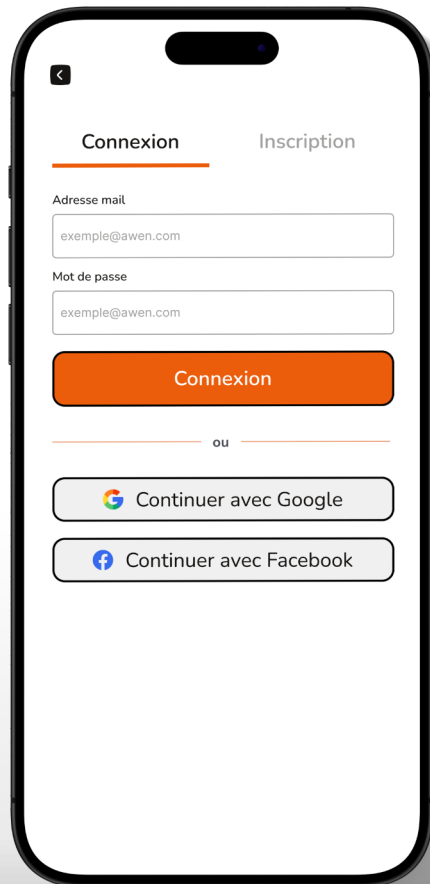 Connexion
Inscription
Adresse mail
exemple@awen.com
Mot de passe
exemple@awen.com
Connexion
ou
Continuer avec Google
Continuer avec Facebook